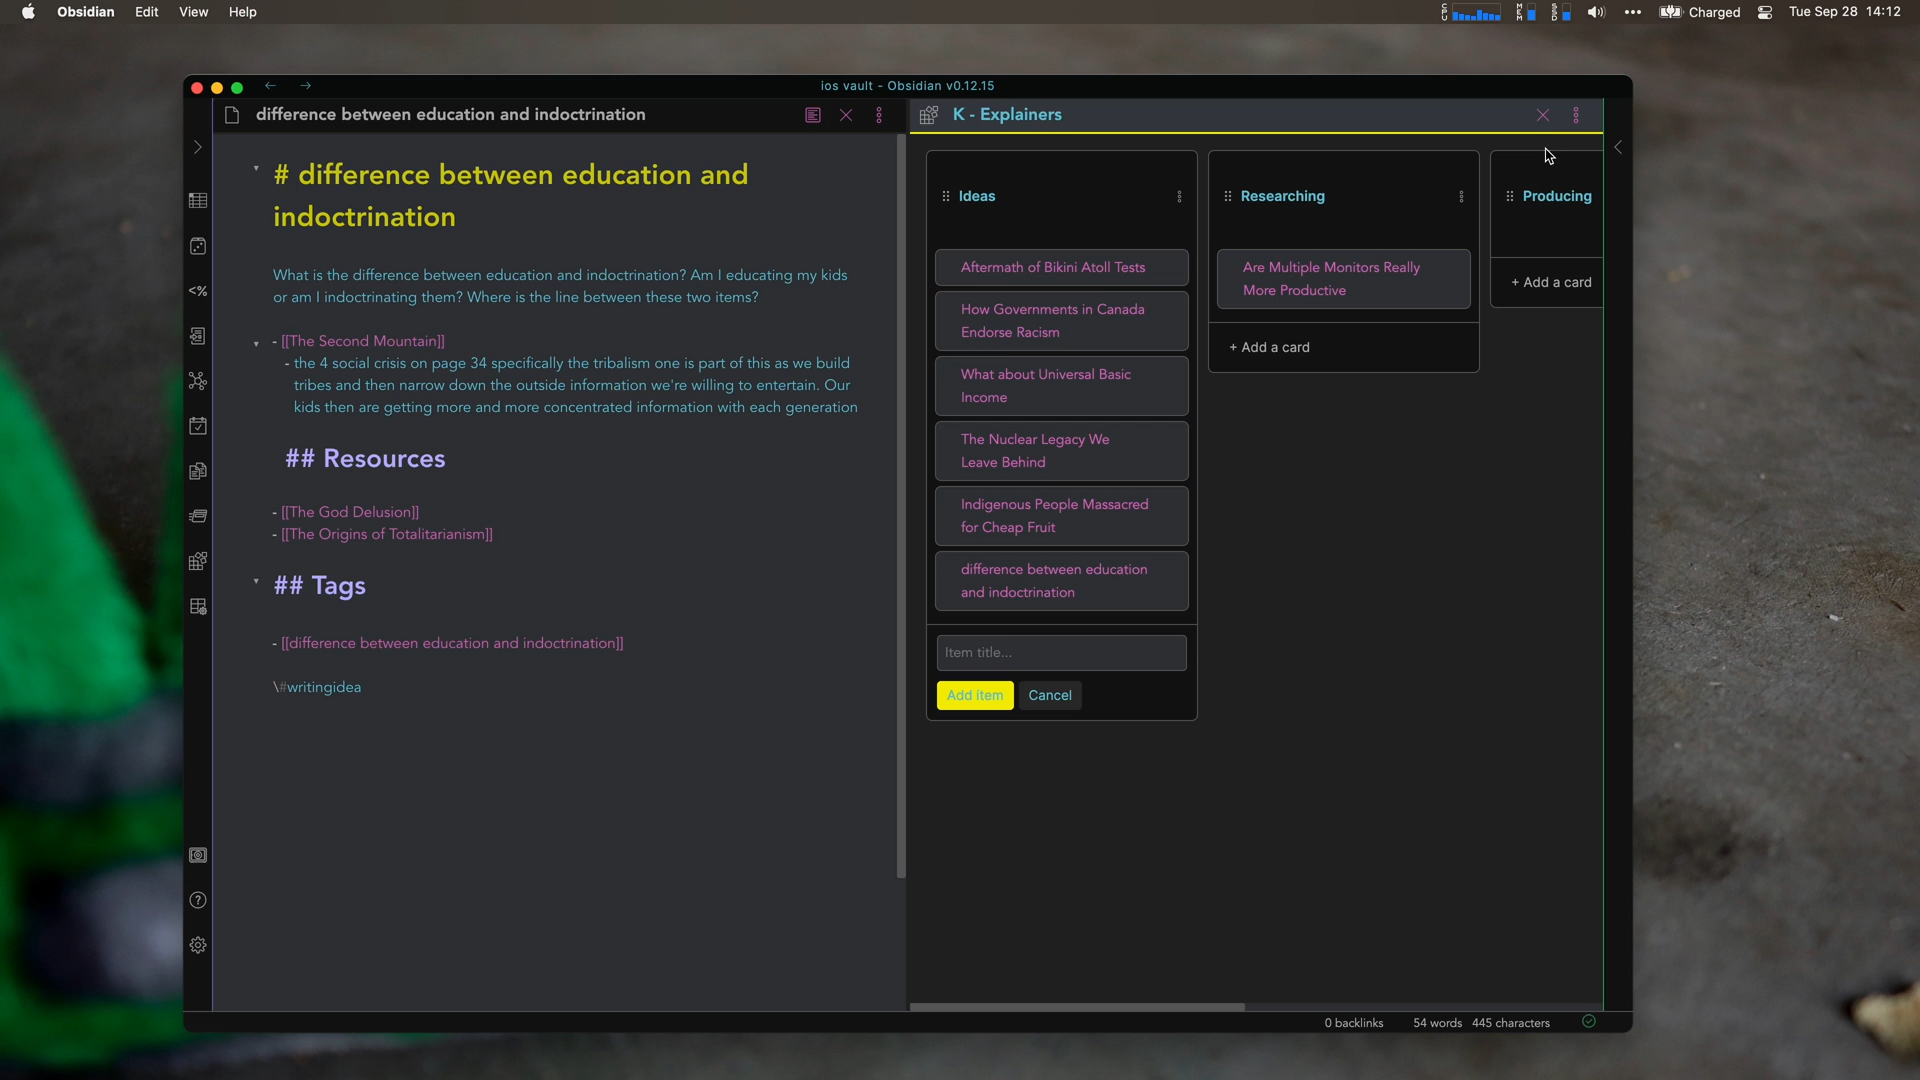 Obsidian Edit View Help
CPU MEM SSD Charged Tue Sep 28 14:12
ios vault - Obsidian v0.12.15
difference between education and indoctrination
# difference between education and
indoctrination
What is the difference between education and indoctrination? Am I educating my kids
or am I indoctrinating them? Where is the line between these two items?
- [[The Second Mountain]]
- the 4 social crisis on page 34 specifically the tribalism one is part of this as we build
tribes and then narrow down the outside information we're willing to entertain. Our
kids then are getting more and more concentrated information with each generation
## Resources
- [[The God Delusion]]
- [[The Origins of Totalitarianism]]
## Tags
- [[difference between education and indoctrination]]
\#writingidea
K - Explainers
Ideas
Aftermath of Bikini Atoll Tests
How Governments in Canada
Endorse Racism
What about Universal Basic
Income
The Nuclear Legacy We
Leave Behind
Indigenous People Massacred
for Cheap Fruit
difference between education
and indoctrination
Item title...
Add item Cancel
Researching
Are Multiple Monitors Really
More Productive
+ Add a card
Producing
+ Add a card
0 backlinks 54 words 445 characters